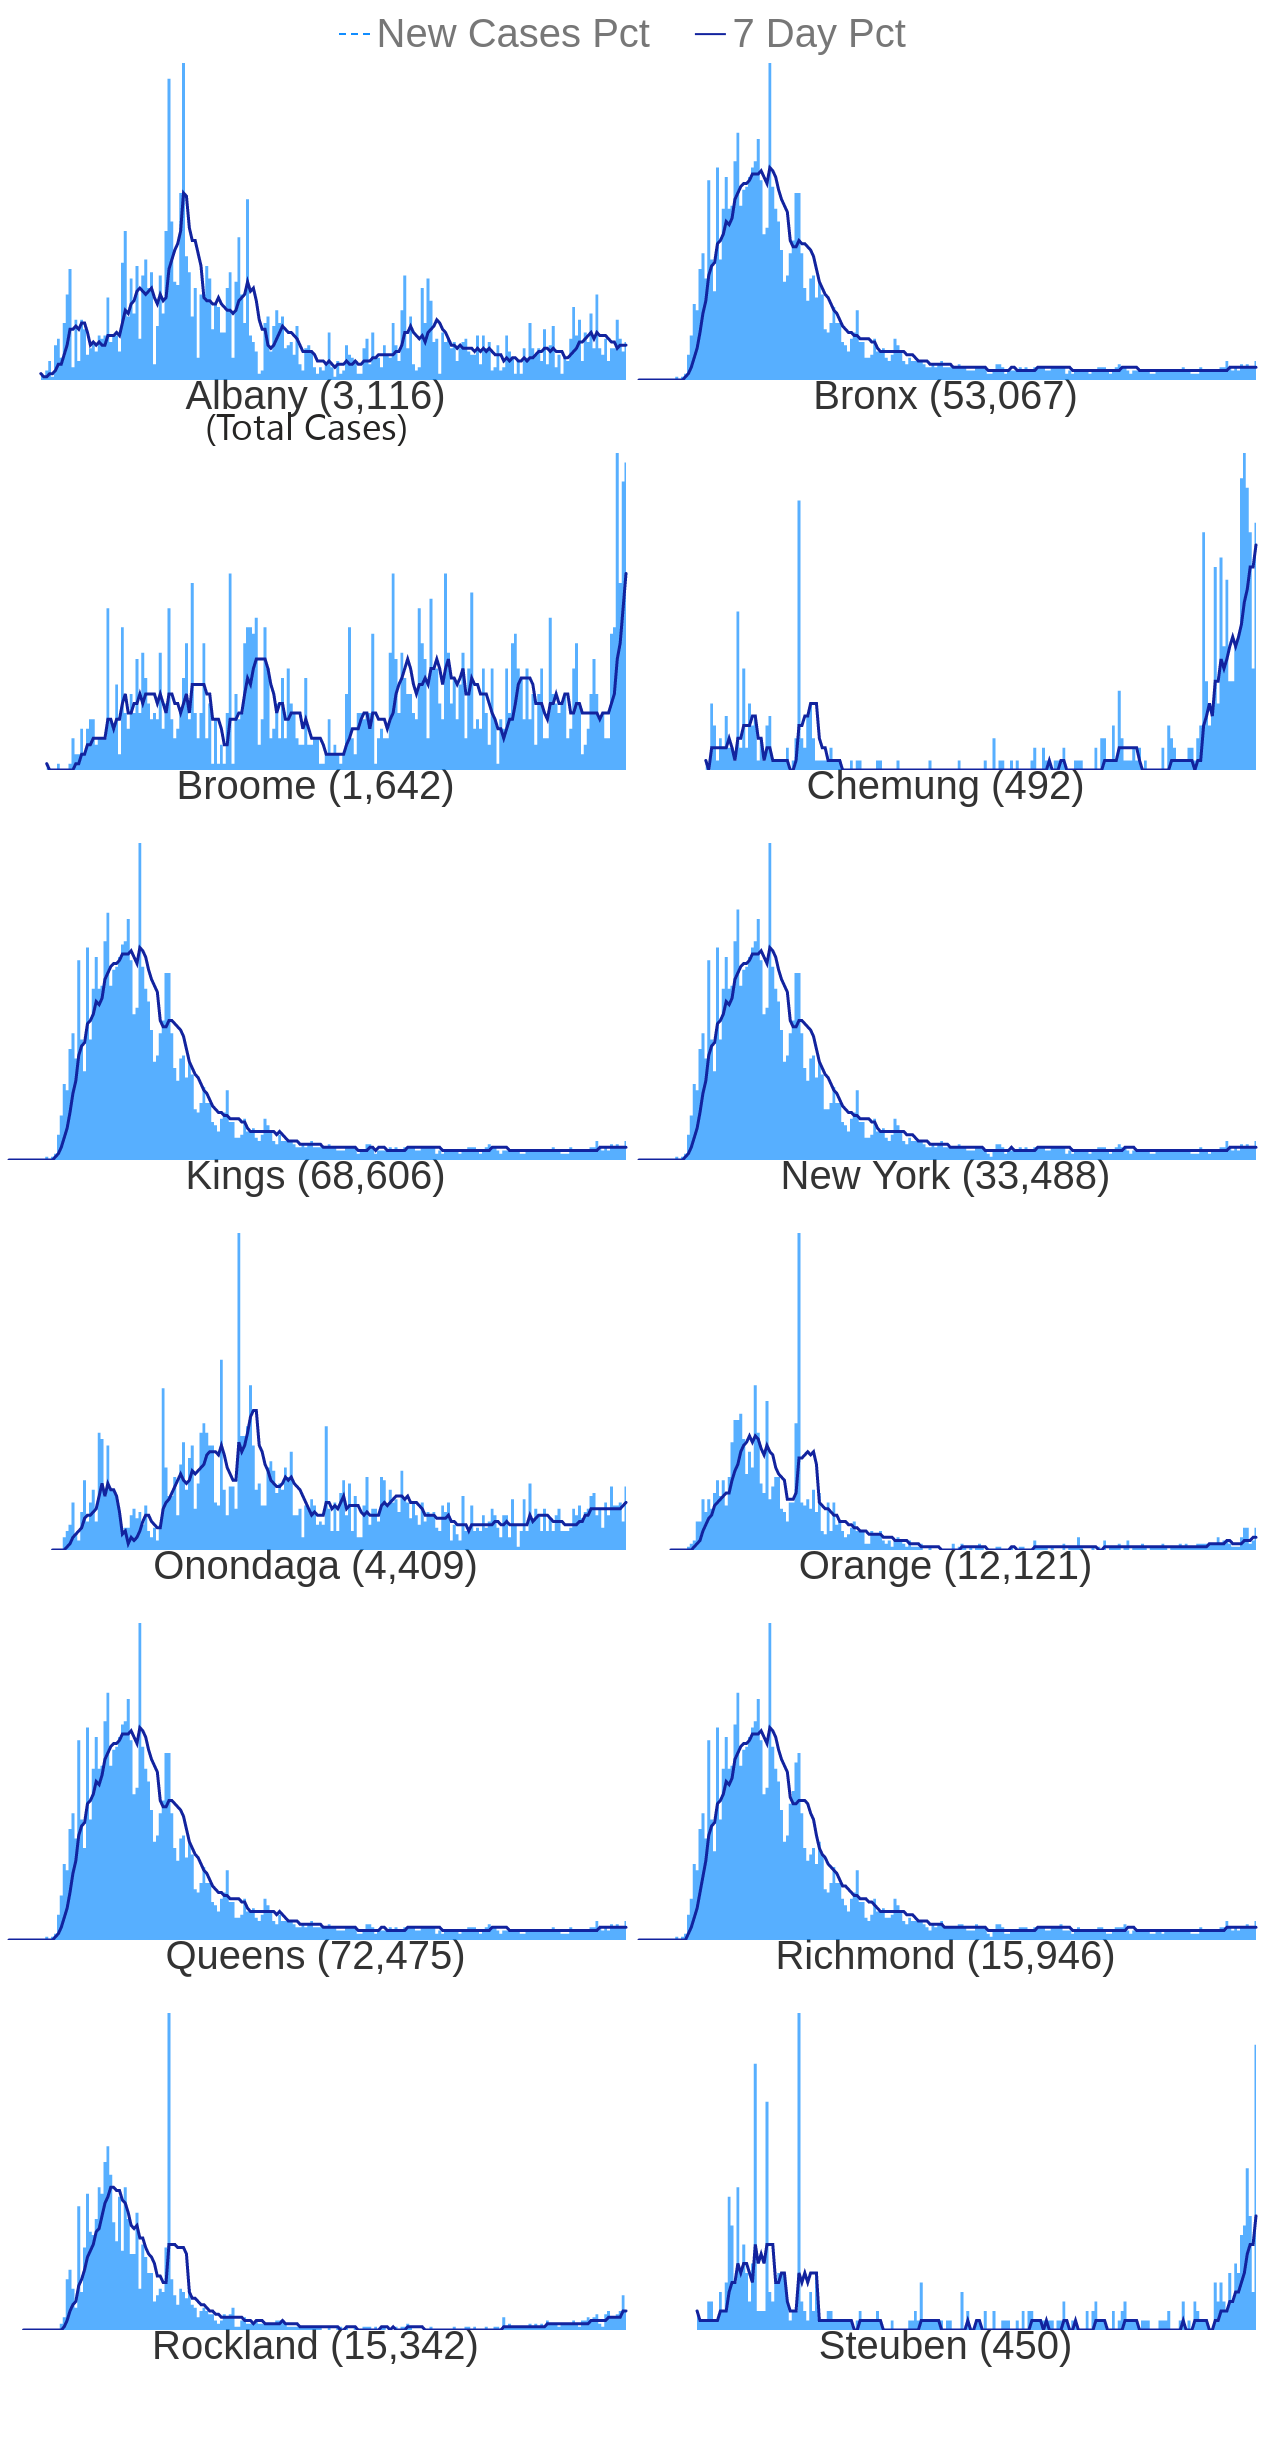 New Cases Pct 7 Day Pct
Albany (3,116) Bronx (53,067)
(Total Cases)
Broome (1,642) Chemung (492)
Kings (68,606) New York (33,488)
Onondaga (4,409) Orange (12,121)
Queens (72,475) Richmond (15,946)
Rockland (15,342) Steuben (450)